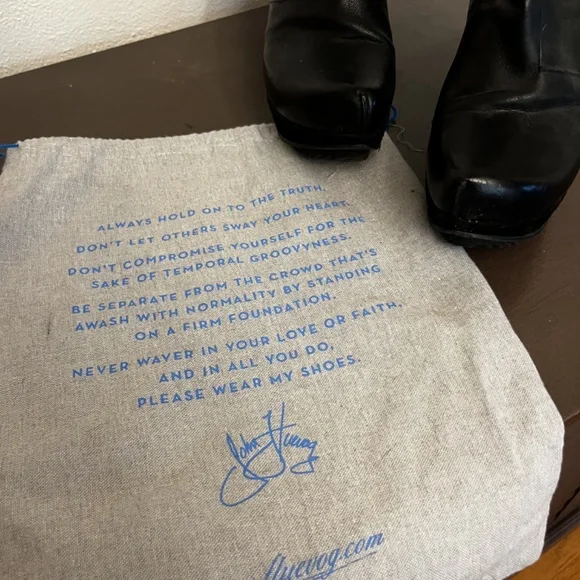 ALWAYS HOLD ON TO THE TRUTH.
DON'T LET OTHERS SWAY YOUR HEART.
DON'T COMPROMISE YOURSELF FOR THE
SAKE OF TEMPORAL GROOVYNESS.
BE SEPARATE FROM THE CROWD THAT'S
AWASH WITH NORMALITY BY STANDING
ON A FIRM FOUNDATION.
NEVER WAVER IN YOUR LOVE OR FAITH,
AND IN ALL YOU DO,
PLEASE WEAR MY SHOES.
John Fluevog
fluevog.com